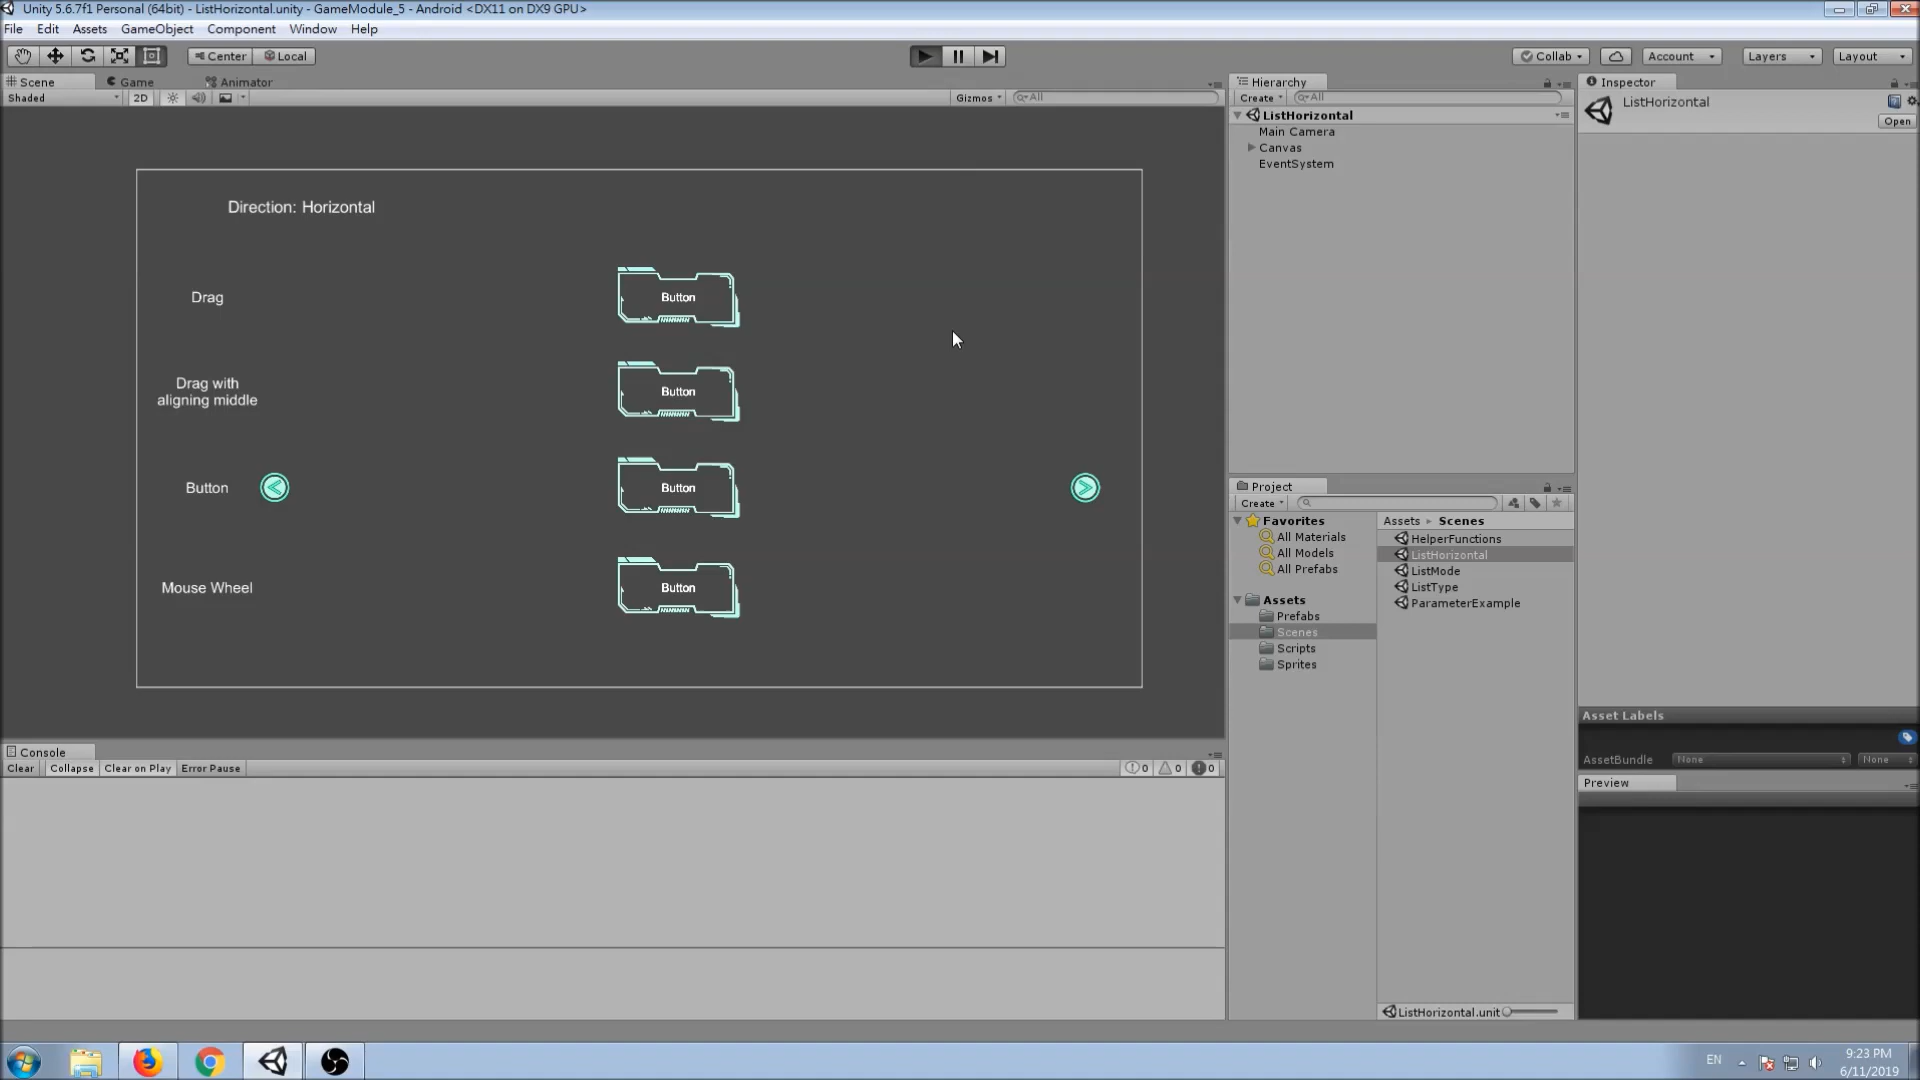 Unity 5.6.7f1 Personal (64bit) - ListHorizontal.unity - GameModule_5 - Android <DX11 on DX9 GPU>
File Edit Assets GameObject Component Window Help
Center Local Collab Account Layers Layout
Scene Game Animator
Shaded 2D Gizmos All
Direction: Horizontal
Drag Button
Drag with
aligning middle
Button
Button Button
Mouse Wheel Button
Console
Clear Collapse Clear on Play Error Pause 0 0 0
Hierarchy
Create All
ListHorizontal
Main Camera
Canvas
EventSystem
Project
Create
Favorites
All Materials
All Models
All Prefabs
Assets
Prefabs
Scenes
Scripts
Sprites
Assets Scenes
HelperFunctions
ListHorizontal
ListMode
ListType
ParameterExample
ListHorizontal.unit
Inspector
ListHorizontal
Open
Asset Labels
AssetBundle None None
Preview
EN
9:23 PM
6/11/2019